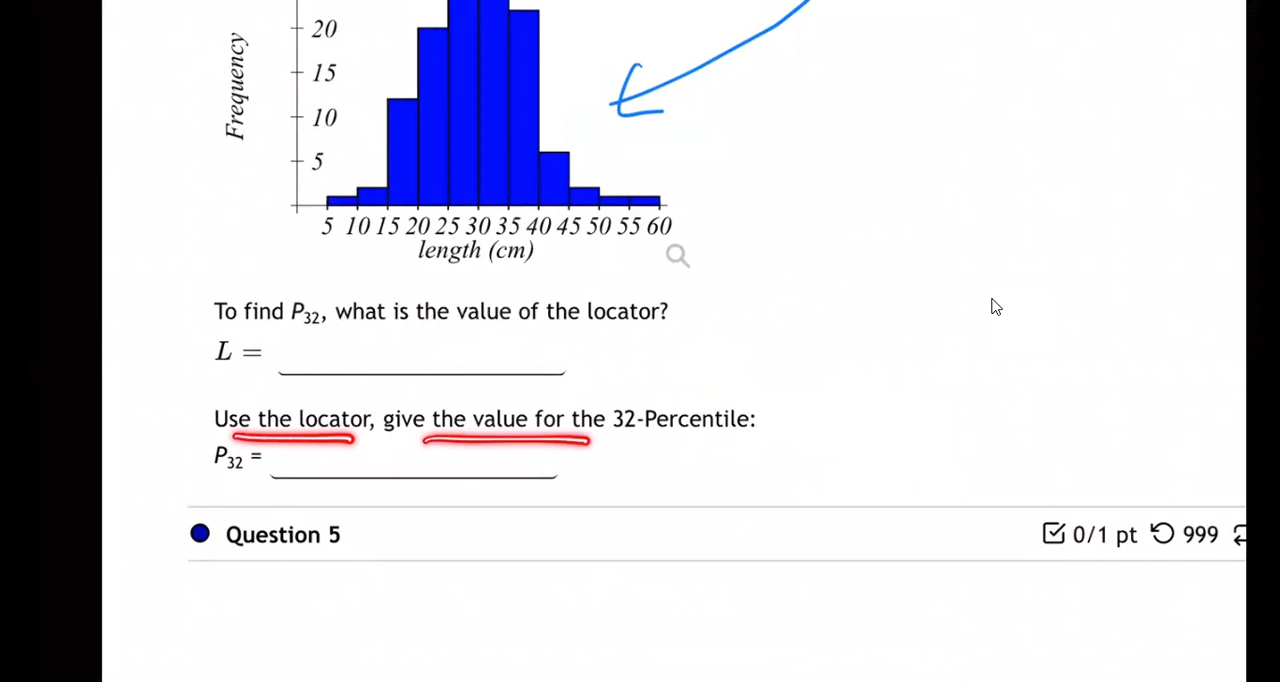 20
15
10
5
Frequency
5 10 15 20 25 30 35 40 45 50 55 60
length (cm)
To find P32, what is the value of the locator?
L =
Use the locator, give the value for the 32-Percentile:
P32 =
Question 5
0/1 pt 999